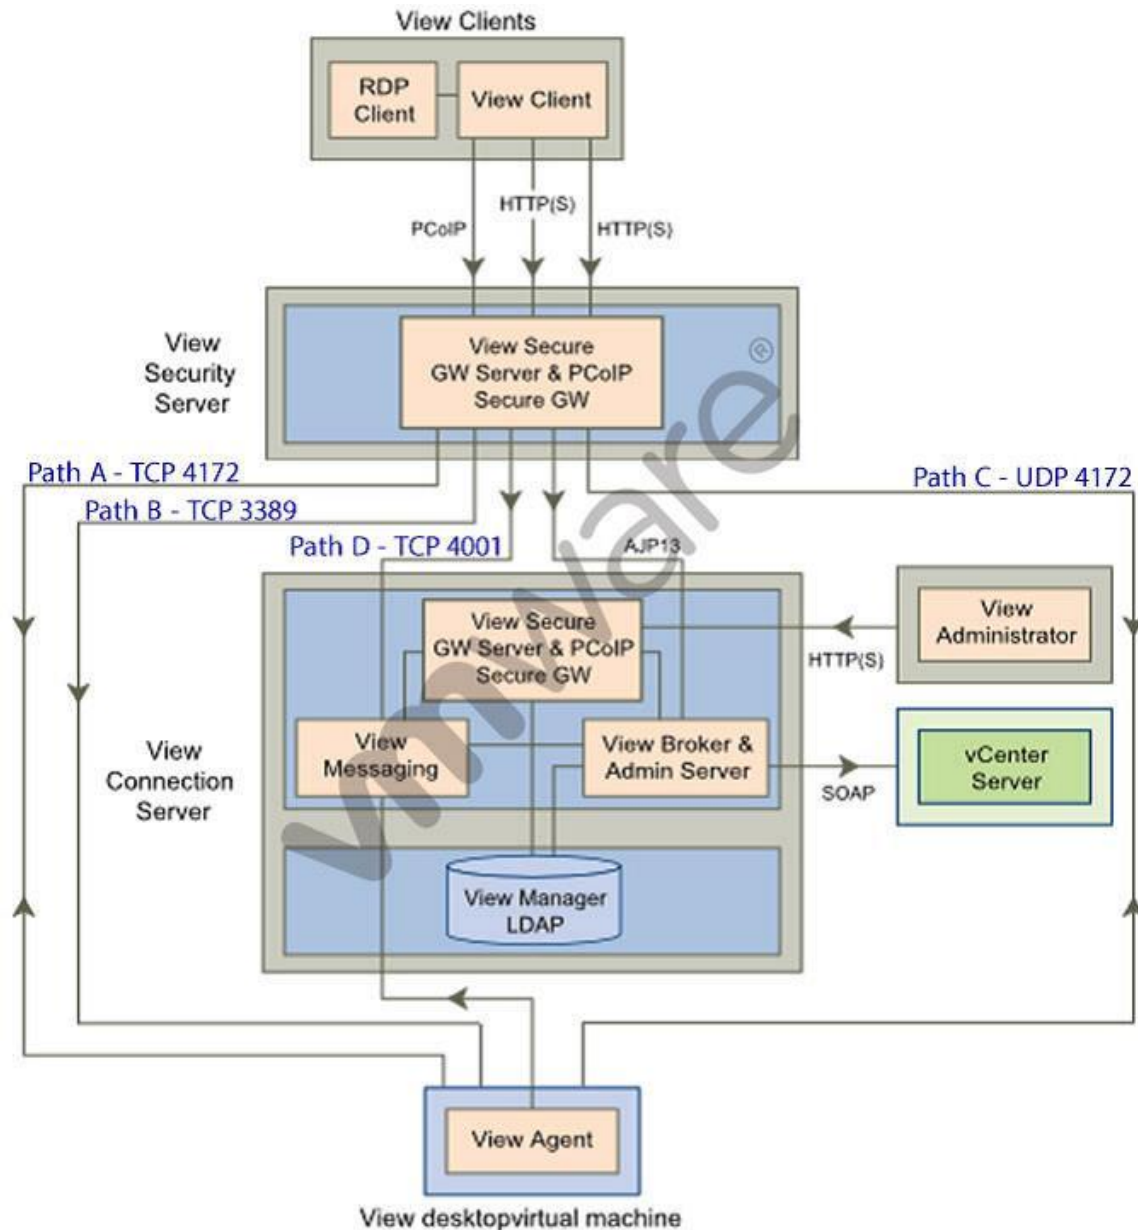 View Clients
RDP
Client
View Client
PCoIP
HTTP(S)
HTTP(S)
View
Security
Server
View Secure
GW Server & PCoIP
Secure GW
Path A - TCP 4172
Path B - TCP 3389
Path C - UDP 4172
Path D - TCP 4001
AJP13
View
Connection
Server
View Secure
GW Server & PCoIP
Secure GW
View
Messaging
View Broker &
Admin Server
View Manager
LDAP
HTTP(S)
View
Administrator
SOAP
vCenter
Server
View Agent
View desktopvirtual machine
vmware®